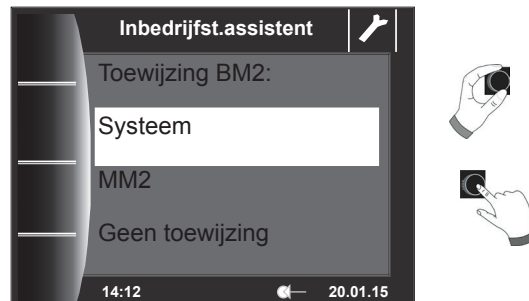 Inbedrijfst.assistent
Toewijzing BM2:
Systeem
MM2
Geen toewijzing
14:12 20.01.15